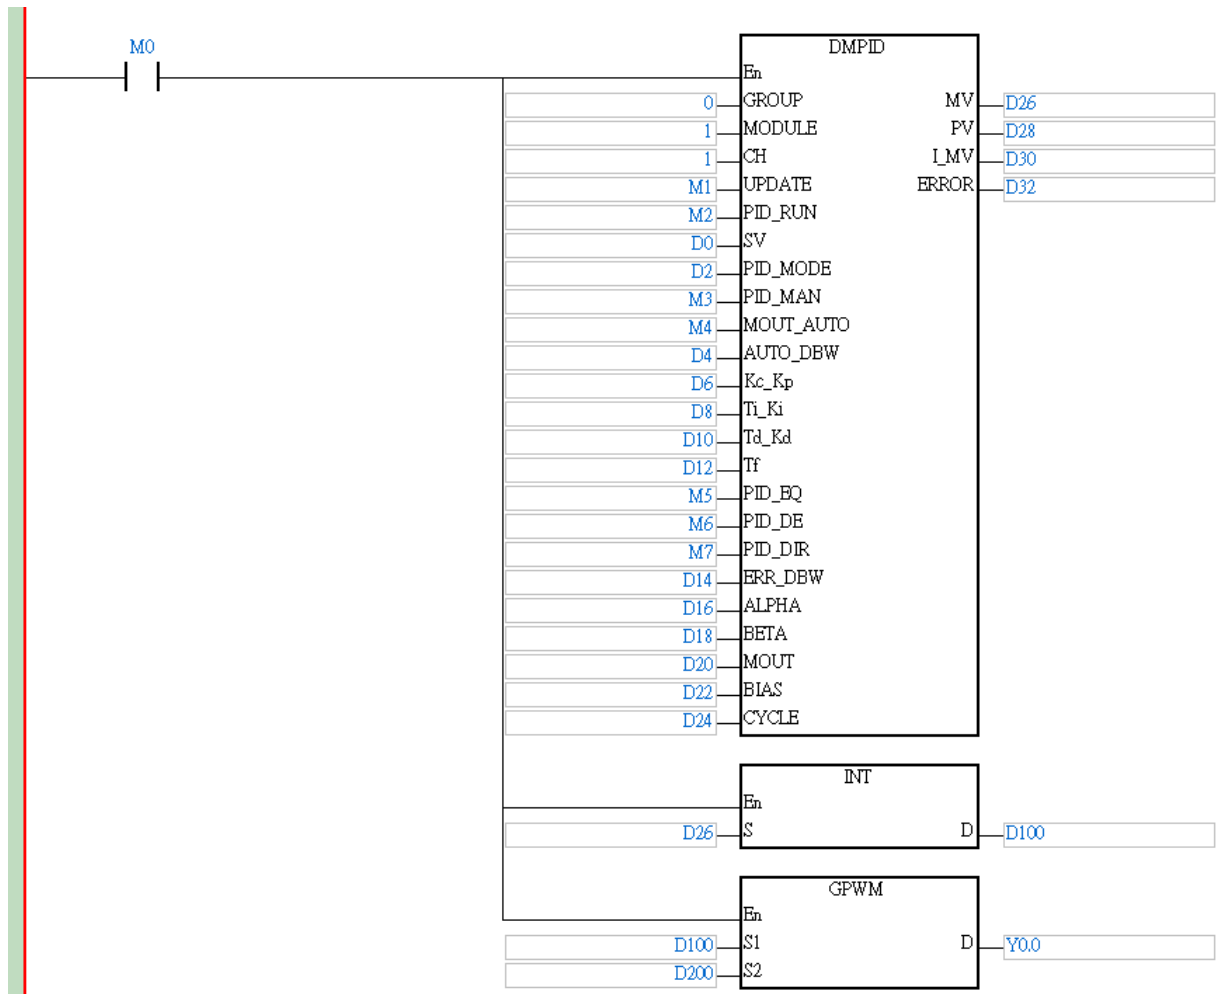 M0
DMPID
En
0 GROUP MV D26
1 MODULE PV D28
1 CH I_MV D30
M1 UPDATE ERROR D32
M2 PID_RUN
D0 SV
D2 PID_MODE
M3 PID_MAN
M4 MOUT_AUTO
D4 AUTO_DBW
D6 Kc_Kp
D8 Ti_Ki
D10 Td_Kd
D12 Tf
M5 PID_EQ
M6 PID_DE
M7 PID_DIR
D14 ERR_DBW
D16 ALPHA
D18 BETA
D20 MOUT
D22 BIAS
D24 CYCLE
INT
En
D26 S D D100
GPWM
En
D100 S1 D Y0.0
D200 S2